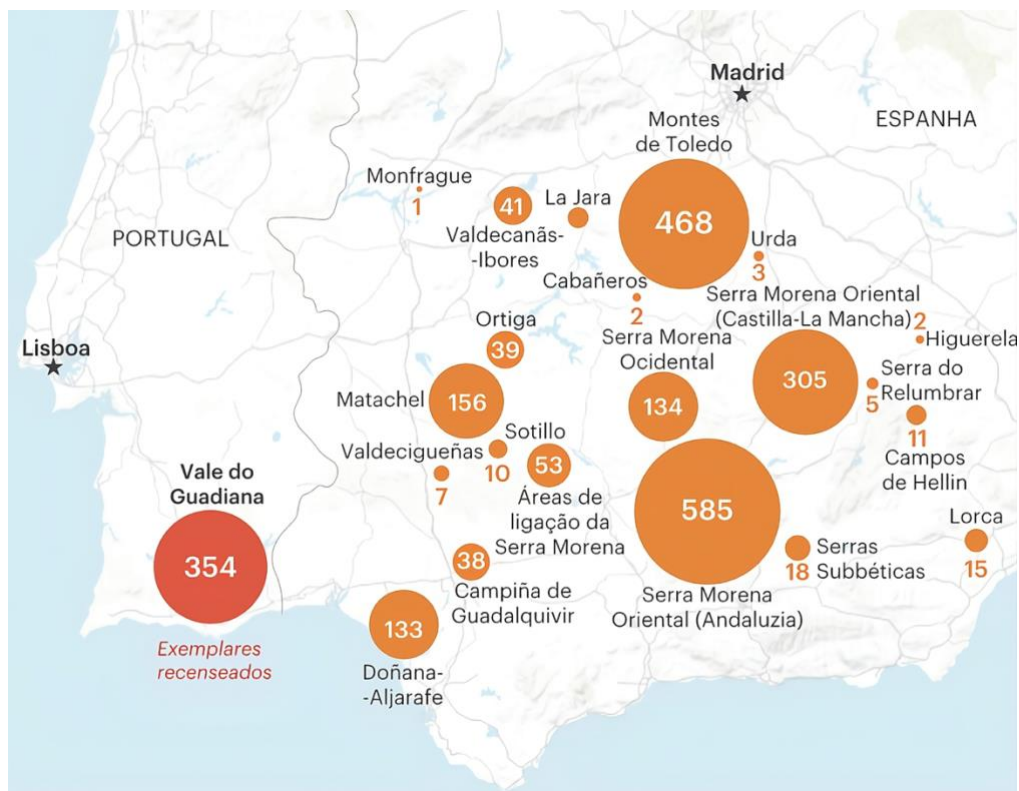 Madrid
ESPANHA
Montes
de Toledo
468
Monfrague
1
41
Valdecanãs-
-Ibores
La Jara
PORTUGAL
Urda
3
Cabañeros
2
Serra Morena Oriental
(Castilla-La Mancha)
305
2
Higuerela
Ortiga
39
Serra Morena
Ocidental
134
Lisboa
Serra do
Relumbrar
5
Matachel
156
11
Campos
de Hellin
Sotillo
10
Valdecigueñas
7
53
Áreas de
ligação da
Serra Morena
Vale do
Guadiana
354
Exemplares
recenseados
585
Serra Morena
Oriental (Andaluzia)
Lorca
15
Serras
Subbéticas
18
38
Campiña de
Guadalquivir
133
Doñana-
-Aljarafe